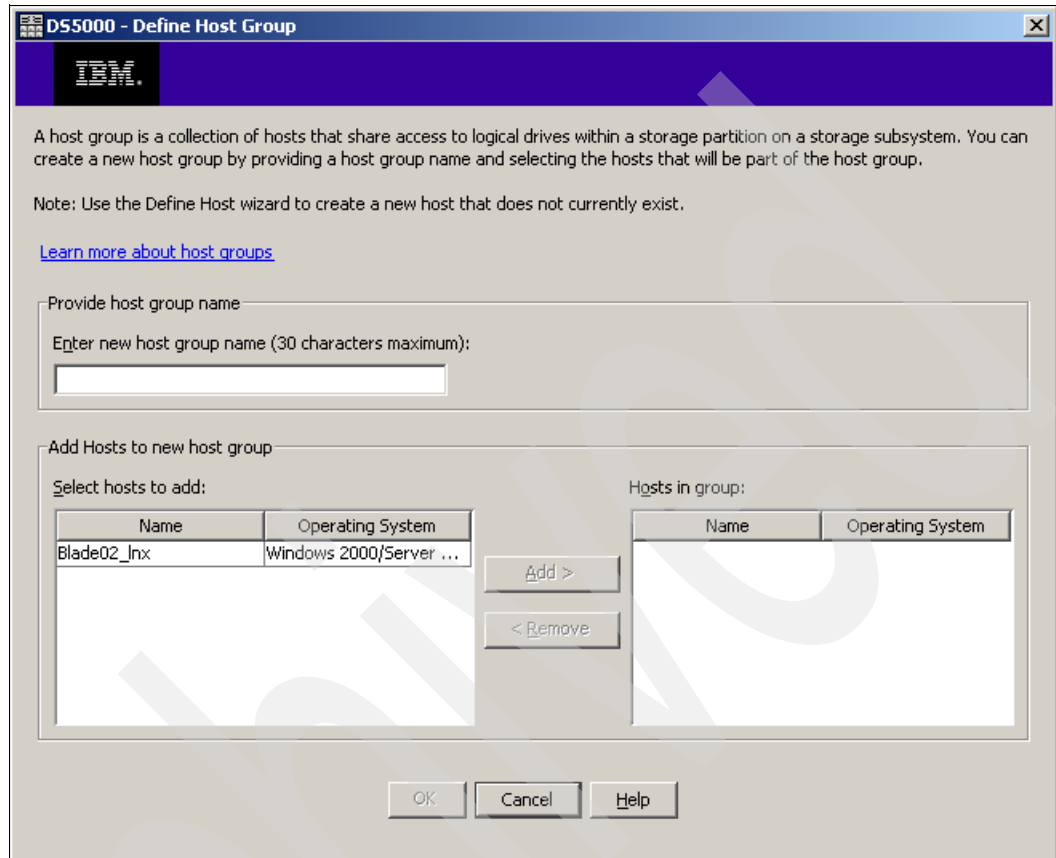 DS5000 - Define Host Group
IBM.
A host group is a collection of hosts that share access to logical drives within a storage partition on a storage subsystem. You can
create a new host group by providing a host group name and selecting the hosts that will be part of the host group.
Note: Use the Define Host wizard to create a new host that does not currently exist.
Learn more about host groups
Provide host group name
Enter new host group name (30 characters maximum):
Add Hosts to new host group
Select hosts to add:
Hosts in group:
Name Operating System
Name Operating System
Blade02_lnx Windows 2000/Server ...
Add >
< Remove
OK Cancel Help